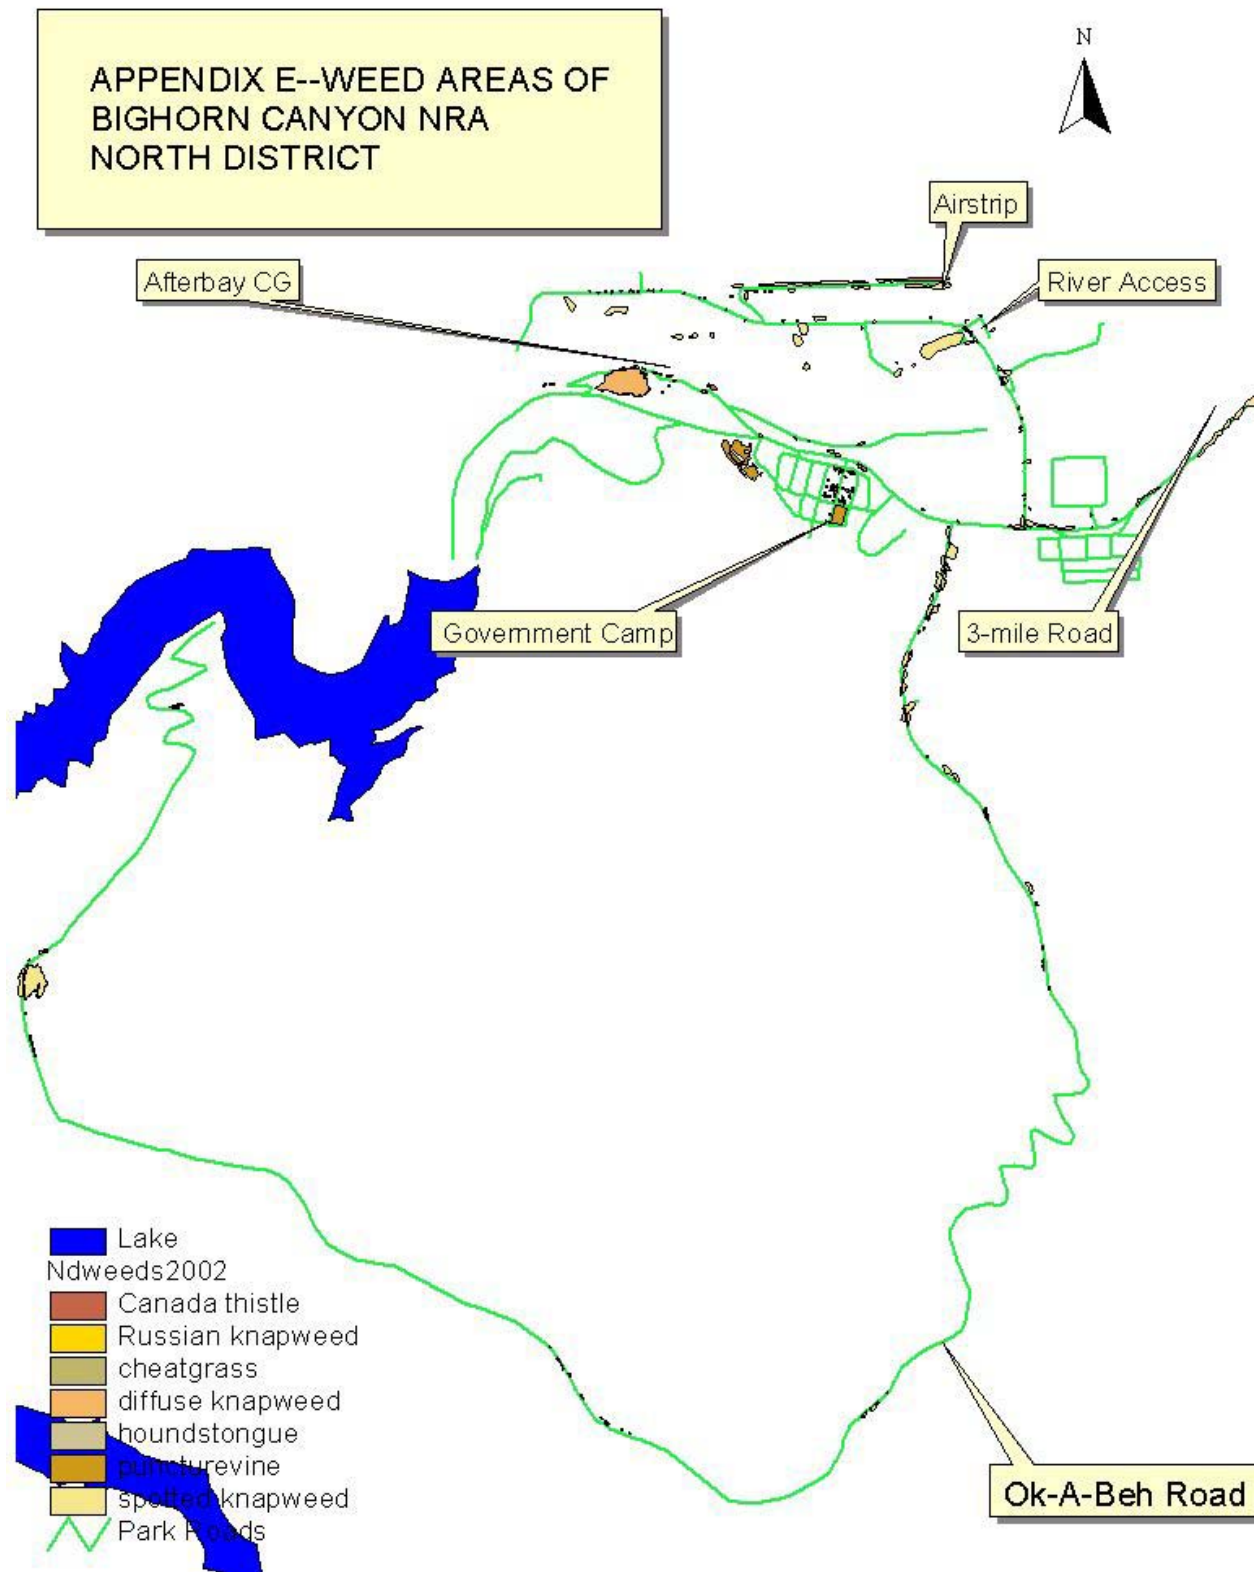 APPENDIX E--WEED AREAS OF
BIGHORN CANYON NRA
NORTH DISTRICT
N
Airstrip
Afterbay CG
River Access
Government Camp
3-mile Road
Lake
Ndweeds2002
Canada thistle
Russian knapweed
cheatgrass
diffuse knapweed
houndstongue
puncturevine
spotted knapweed
Park Roads
Ok-A-Beh Road